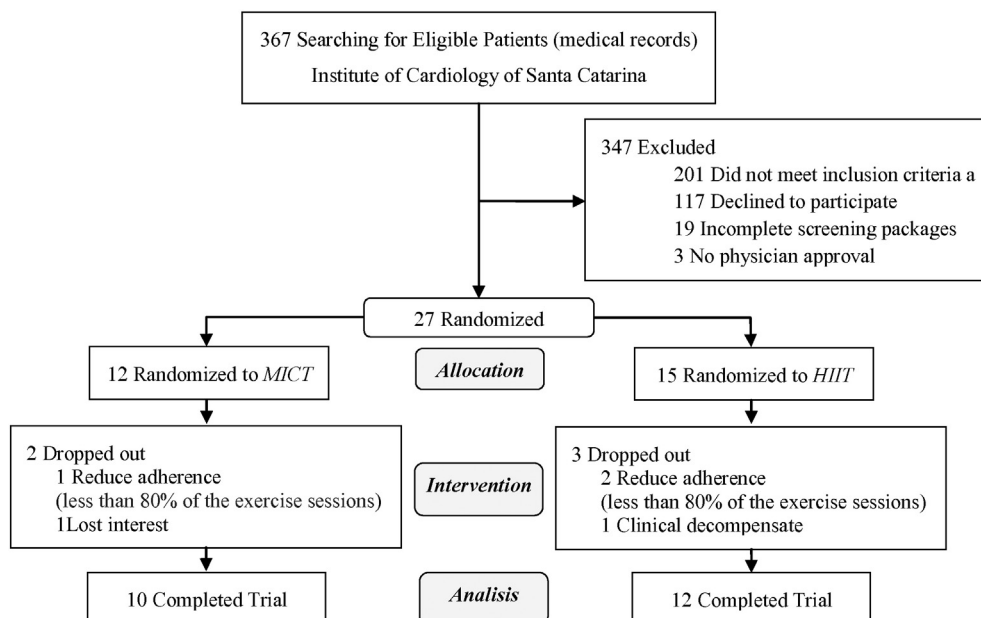 367 Searching for Eligible Patients (medical records)
Institute of Cardiology of Santa Catarina
347 Excluded
201 Did not meet inclusion criteria a
117 Declined to participate
19 Incomplete screening packages
3 No physician approval
27 Randomized
12 Randomized to MICT
Allocation
15 Randomized to HIIT
2 Dropped out
1 Reduce adherence
(less than 80% of the exercise sessions)
1Lost interest
Intervention
3 Dropped out
2 Reduce adherence
(less than 80% of the exercise sessions)
1 Clinical decompensate
10 Completed Trial
Analisis
12 Completed Trial